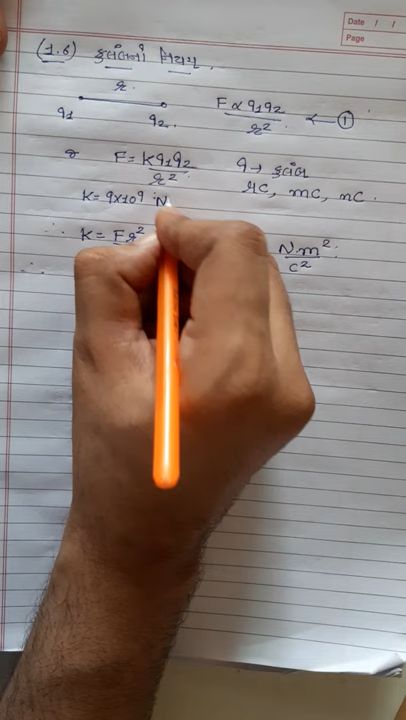 Date / /
Page
(1.6) કુલંબનો નિયમ.
r
q1 q2. F ∝ q1q2 / r² ← ①
F = Kq1q2 / r² q → કુલંબ
μC, mC, nC.
K = 9×10⁹ N
K = Fr² N.m² / C²